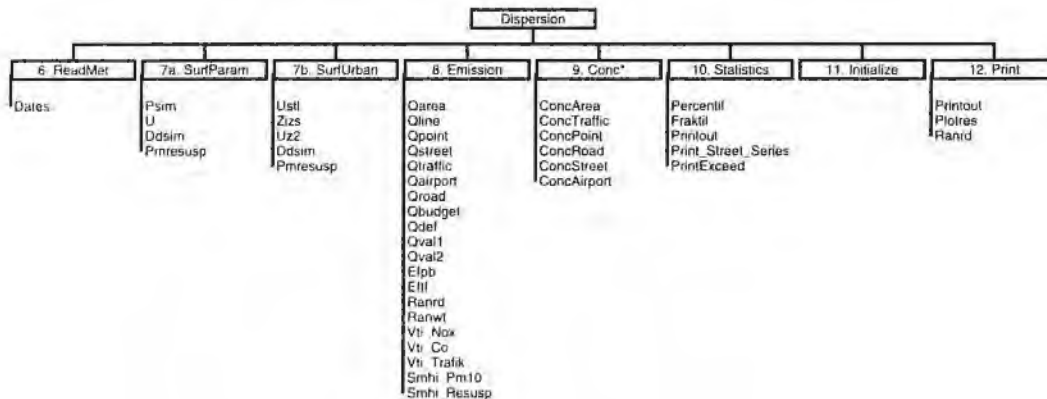 Dispersion
6. ReadMet
Dates
7a. SurfParam
Psim
U
Ddsim
Pmresusp
7b. SurfUrban
Ustl
Zizs
Uz2
Ddsim
Pmresusp
8. Emission
Qarea
Qline
Qpoint
Qstreet
Qtraffic
Qairport
Qroad
Qbudget
Qdef
Qval1
Qval2
Efpb
Eftf
Ranrd
Ranwt
Vti_Nox
Vti_Co
Vti_Trafik
Smhi_Pm10
Smhi_Resusp
9. Conc*
ConcArea
ConcTraffic
ConcPoint
ConcRoad
ConcStreet
ConcAirport
10. Statistics
Percentil
Fraktil
Printout
Print_Street_Series
PrintExceed
11. Initialize
12. Print
Printout
Plotres
Ranrd